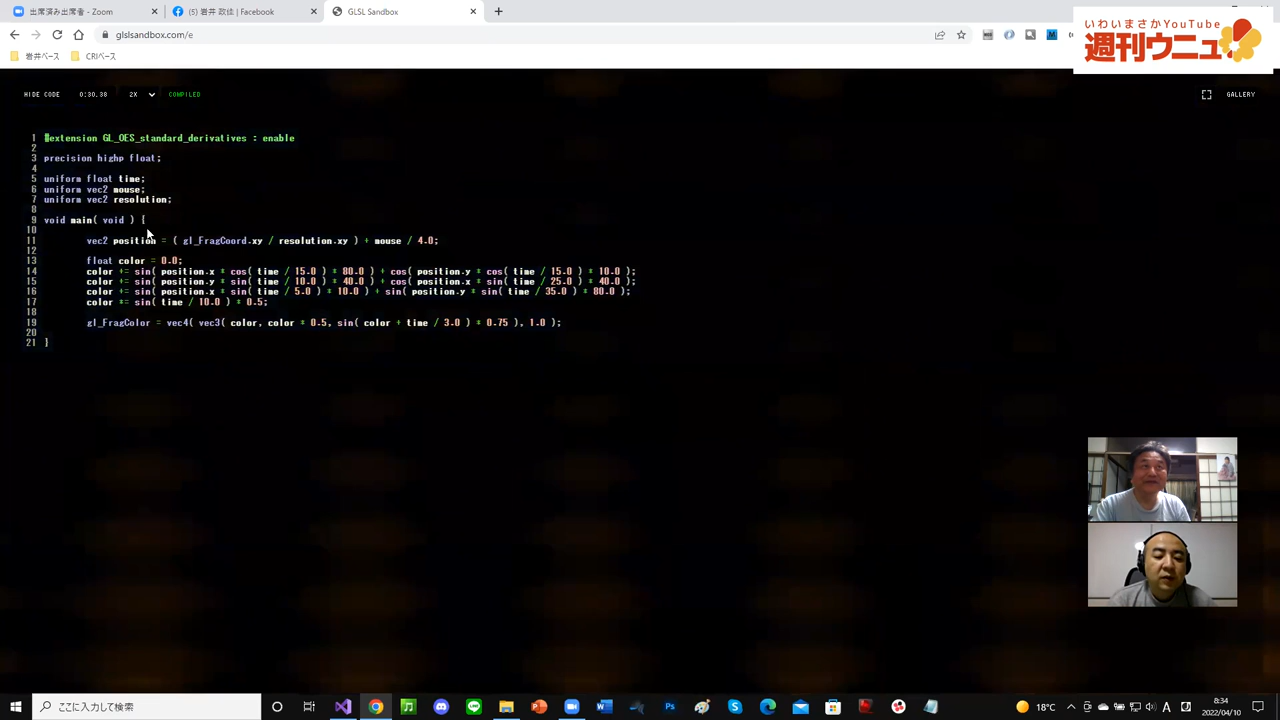 出席済み出席者 - Zoom
(5) 岩井 政佳 | Facebook
GLSL Sandbox
glslsandbox.com/e
いわいまさかYouTube
週刊ウニュ
岩井ベース
CRIベース
HIDE CODE 0:30.38 2X COMPILED
GALLERY
1 #extension GL_OES_standard_derivatives : enable
2
3 precision highp float;
4
5 uniform float time;
6 uniform vec2 mouse;
7 uniform vec2 resolution;
8
9 void main( void ) {
10
11 vec2 position = ( gl_FragCoord.xy / resolution.xy ) + mouse / 4.0;
12
13 float color = 0.0;
14 color += sin( position.x * cos( time / 15.0 ) * 80.0 ) + cos( position.y * cos( time / 15.0 ) * 10.0 );
15 color += sin( position.y * sin( time / 10.0 ) * 40.0 ) + cos( position.x * sin( time / 25.0 ) * 40.0 );
16 color += sin( position.x * sin( time / 5.0 ) * 10.0 ) + sin( position.y * sin( time / 35.0 ) * 80.0 );
17 color *= sin( time / 10.0 ) * 0.5;
18
19 gl_FragColor = vec4( vec3( color, color * 0.5, sin( color + time / 3.0 ) * 0.75 ), 1.0 );
20
21 }
ここに入力して検索
18°C
A
8:34
2022/04/10